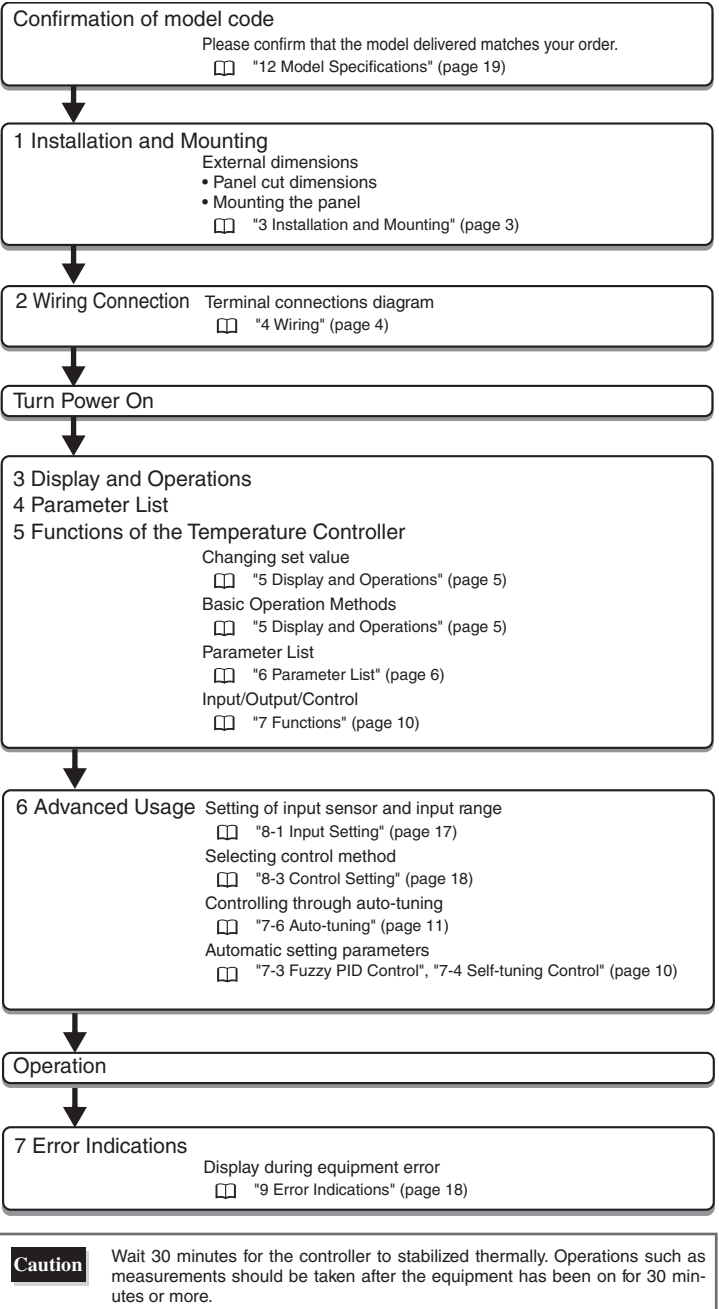 Confirmation of model code
Please confirm that the model delivered matches your order.
"12 Model Specifications" (page 19)
1 Installation and Mounting
External dimensions
• Panel cut dimensions
• Mounting the panel
"3 Installation and Mounting" (page 3)
2 Wiring Connection Terminal connections diagram
"4 Wiring" (page 4)
Turn Power On
3 Display and Operations
4 Parameter List
5 Functions of the Temperature Controller
Changing set value
"5 Display and Operations" (page 5)
Basic Operation Methods
"5 Display and Operations" (page 5)
Parameter List
"6 Parameter List" (page 6)
Input/Output/Control
"7 Functions" (page 10)
6 Advanced Usage Setting of input sensor and input range
"8-1 Input Setting" (page 17)
Selecting control method
"8-3 Control Setting" (page 18)
Controlling through auto-tuning
"7-6 Auto-tuning" (page 11)
Automatic setting parameters
"7-3 Fuzzy PID Control", "7-4 Self-tuning Control" (page 10)
Operation
7 Error Indications
Display during equipment error
"9 Error Indications" (page 18)
Caution Wait 30 minutes for the controller to stabilized thermally. Operations such as
measurements should be taken after the equipment has been on for 30 min-
utes or more.